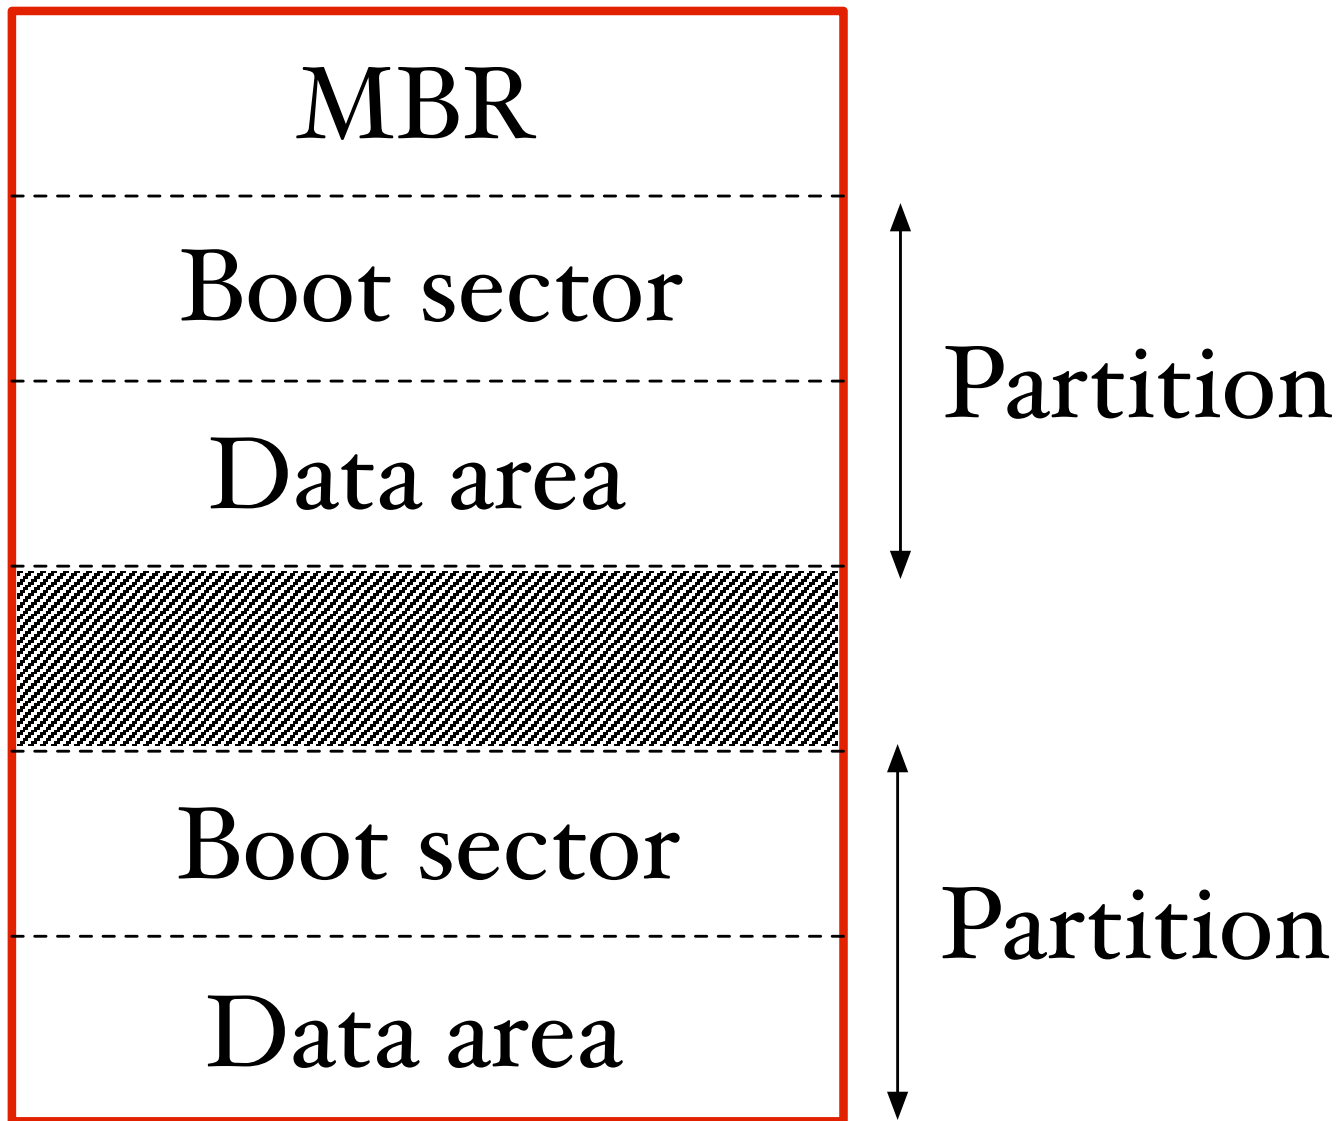 MBR
Boot sector
Partition
Data area
Boot sector
Partition
Data area